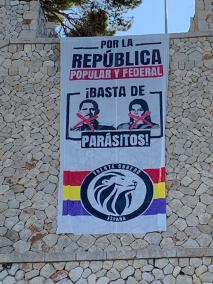 POR LA
REPÚBLICA
POPULAR Y FEDERAL
¡BASTA DE
PARÁSITOS!
FRENTE OBRERO
ESPAÑA